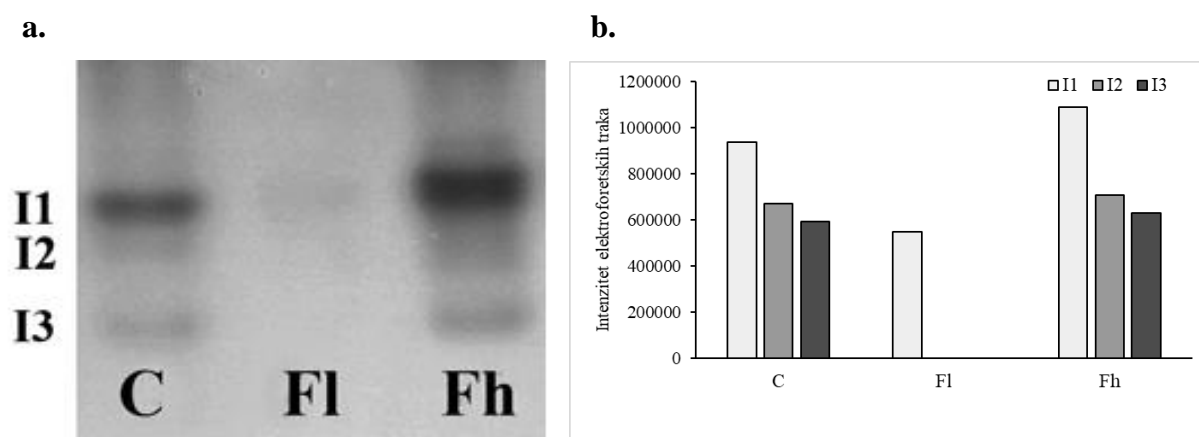 a.
I1
I2
I3
C Fl Fh
b.
I1 I2 I3
Intenzitet elektroforetskih traka
1200000
1000000
800000
600000
400000
200000
0
C Fl Fh